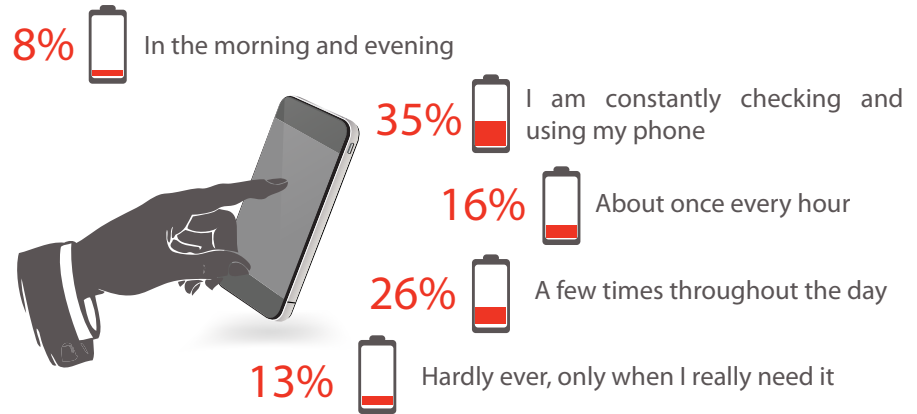 8% In the morning and evening
35% I am constantly checking and
using my phone
16% About once every hour
26% A few times throughout the day
13% Hardly ever, only when I really need it